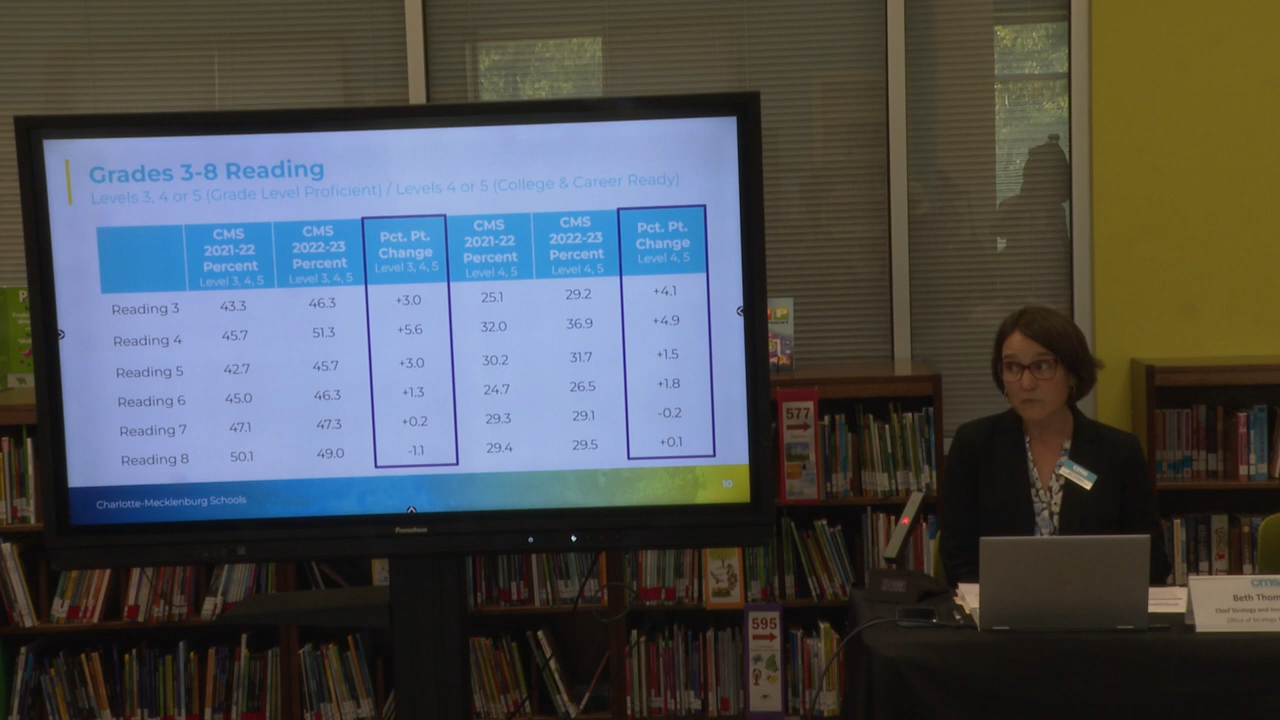 Grades 3-8 Reading
Levels 3, 4 or 5 (Grade Level Proficient) / Levels 4 or 5 (College & Career Ready)
CMS 2021-22 Percent Level 3, 4, 5
CMS 2022-23 Percent Level 3, 4, 5
Pct. Pt. Change Level 3, 4, 5
CMS 2021-22 Percent Level 4, 5
CMS 2022-23 Percent Level 4, 5
Pct. Pt. Change Level 4, 5
Reading 3 43.3 46.3 +3.0 25.1 29.2 +4.1
Reading 4 45.7 51.3 +5.6 32.0 36.9 +4.9
Reading 5 42.7 45.7 +3.0 30.2 31.7 +1.5
Reading 6 45.0 46.3 +1.3 24.7 26.5 +1.8
Reading 7 47.1 47.3 +0.2 29.3 29.1 -0.2
Reading 8 50.1 49.0 -1.1 29.4 29.5 +0.1
Charlotte-Mecklenburg Schools
10
Promethean
577
595
cms
Beth Thom
Chief Strategy and
Office of Strategy